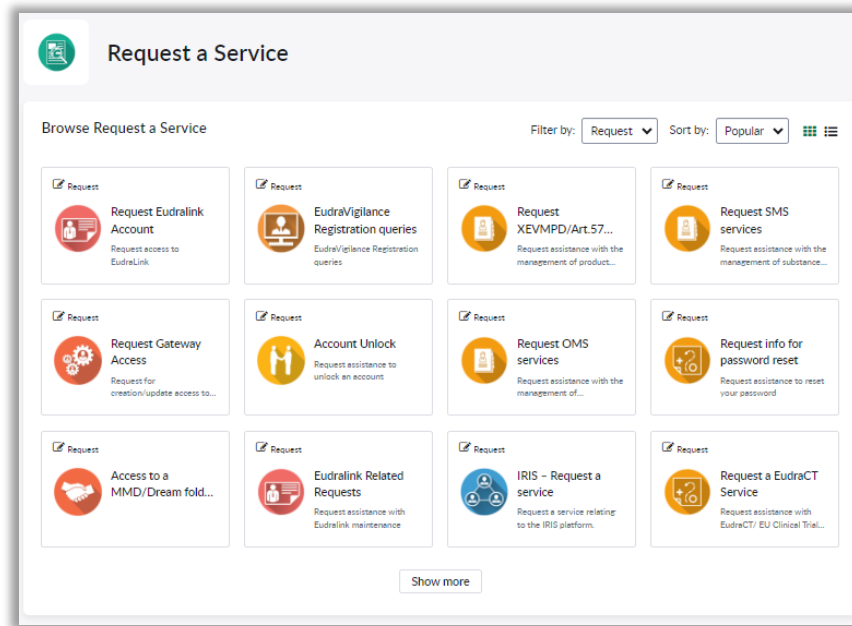 Request a Service
Browse Request a Service
Filter by: Request Sort by: Popular
Request
Request Eudralink
Account
Request access to
EudraLink
Request
EudraVigilance
Registration queries
EudraVigilance Registration
queries
Request
Request
XEVMPD/Art.57...
Request assistance with the
management of product...
Request
Request SMS
services
Request assistance with the
management of substance...
Request
Request Gateway
Access
Request for
creation/update access to...
Request
Account Unlock
Request assistance to
unlock an account
Request
Request OMS
services
Request assistance with the
management of...
Request
Request info for
password reset
Request assistance to reset
your password
Request
Access to a
MMD/Dream fold...
Request
Eudralink Related
Requests
Request assistance with
Eudralink maintenance
Request
IRIS – Request a
service
Request a service relating
to the IRIS platform.
Request
Request a EudraCT
Service
Request assistance with
EudraCT/ EU Clinical Trial...
Show more